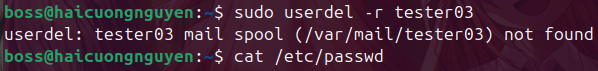 boss@haicuongnguyen:~$ sudo userdel -r tester03
userdel: tester03 mail spool (/var/mail/tester03) not found
boss@haicuongnguyen:~$ cat /etc/passwd